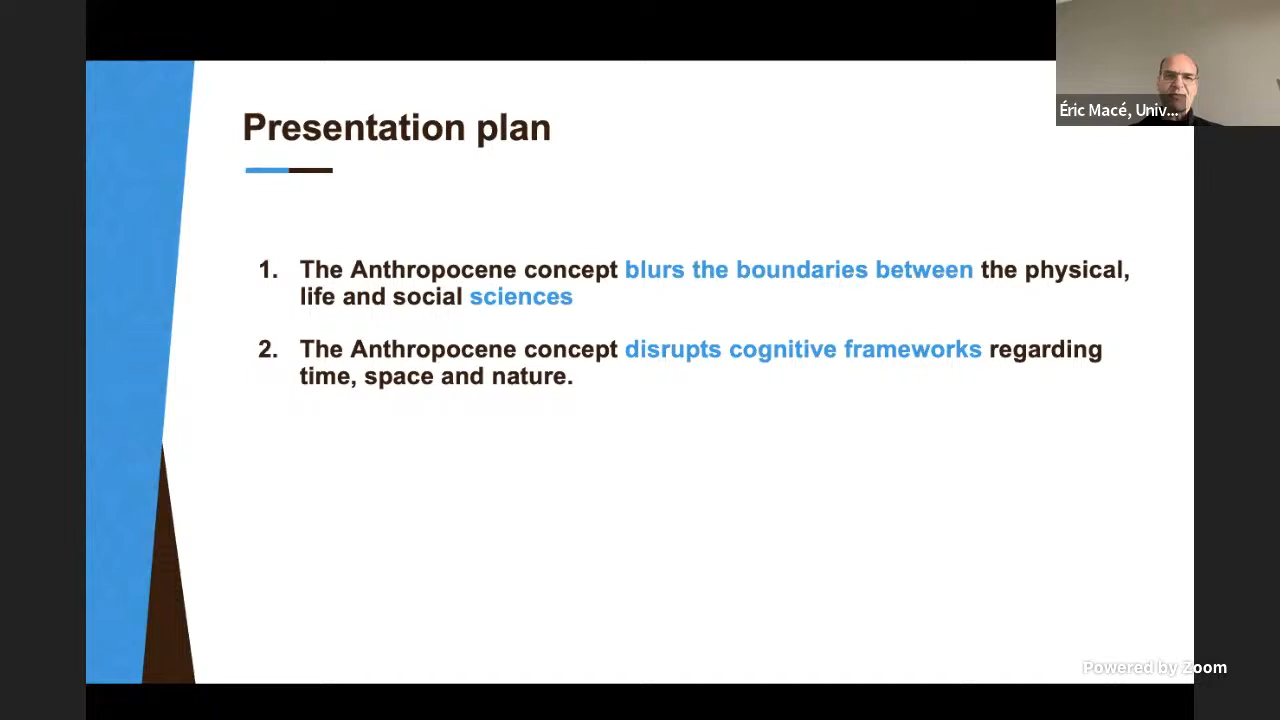 Éric Macé, Univ...
Presentation plan
1. The Anthropocene concept blurs the boundaries between the physical,
life and social sciences
2. The Anthropocene concept disrupts cognitive frameworks regarding
time, space and nature.
Powered by Zoom